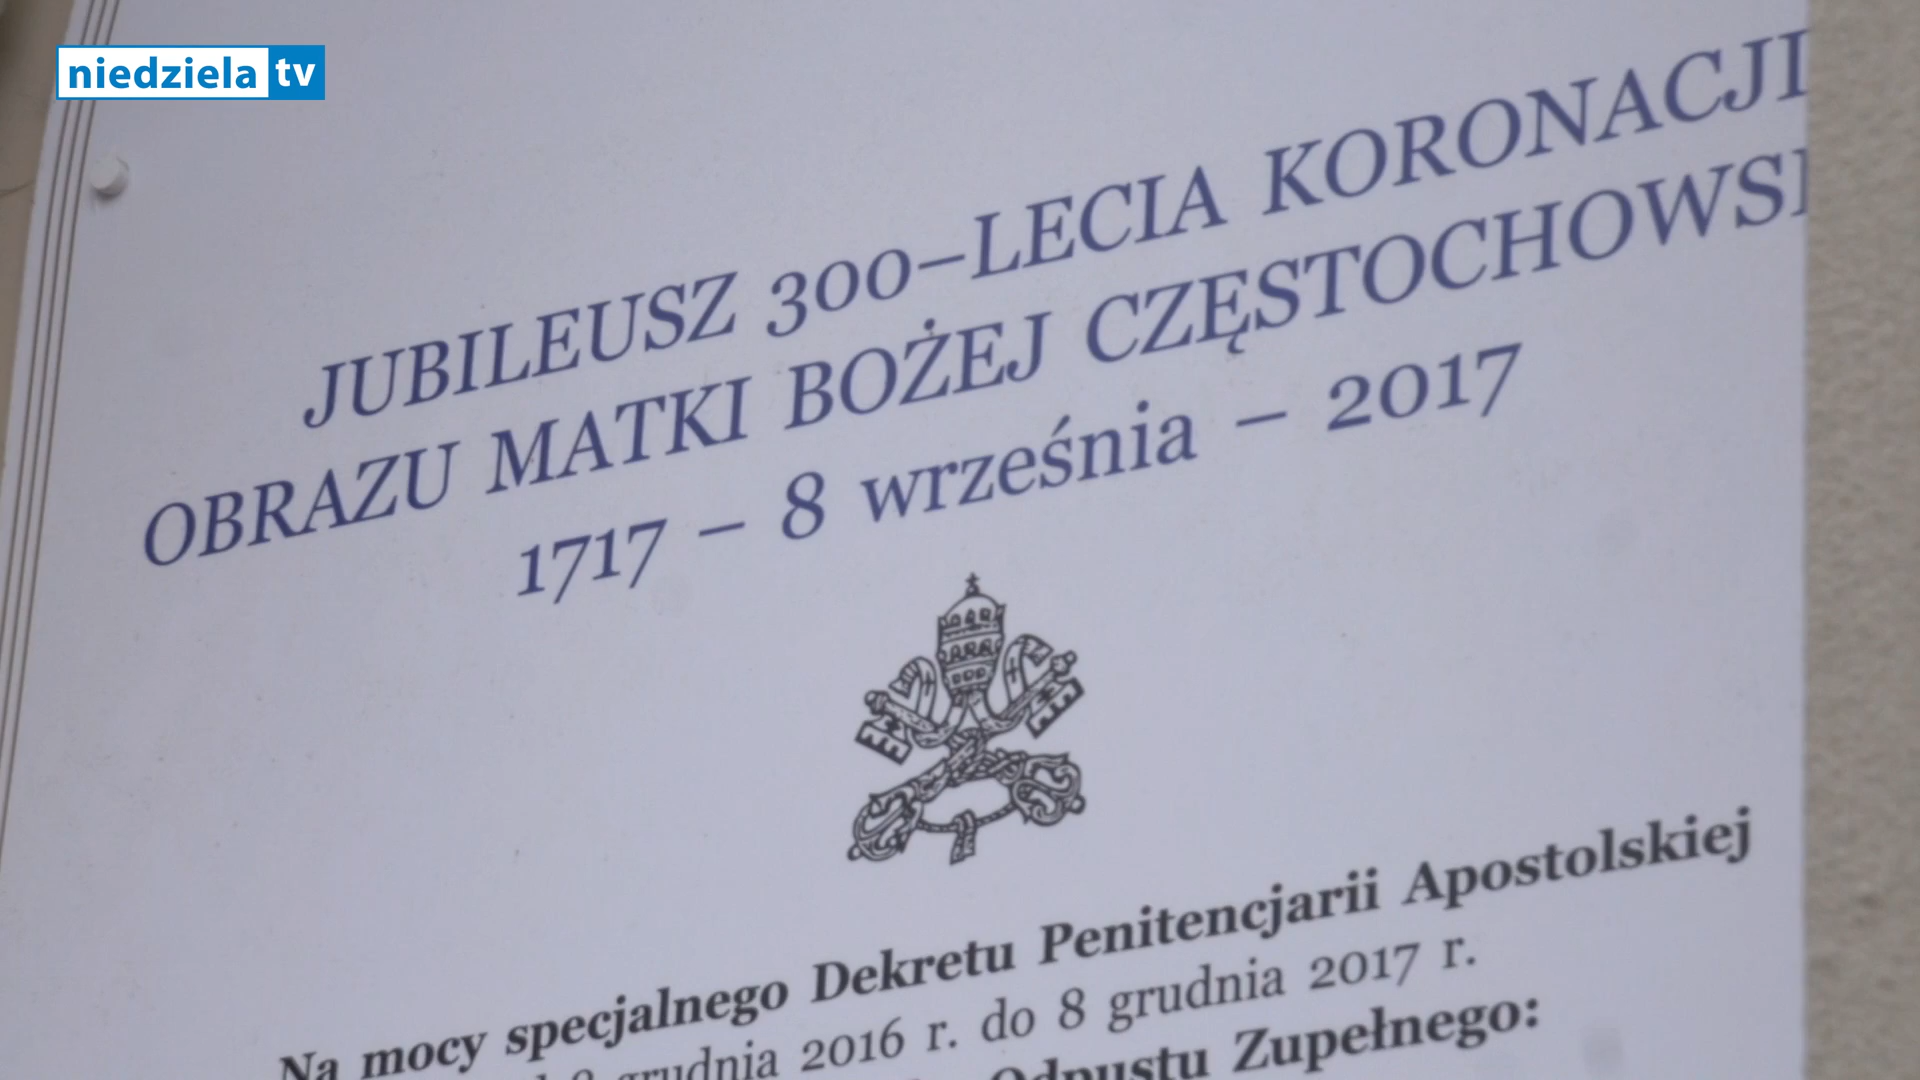 niedziela tv
JUBILEUSZ 300–LECIA KORONACJI
OBRAZU MATKI BOŻEJ CZĘSTOCHOWSK
1717 – 8 września – 2017
Na mocy specjalnego Dekretu Penitencjarii Apostolskiej
grudnia 2016 r. do 8 grudnia 2017 r.
Odpustu Zupełnego: